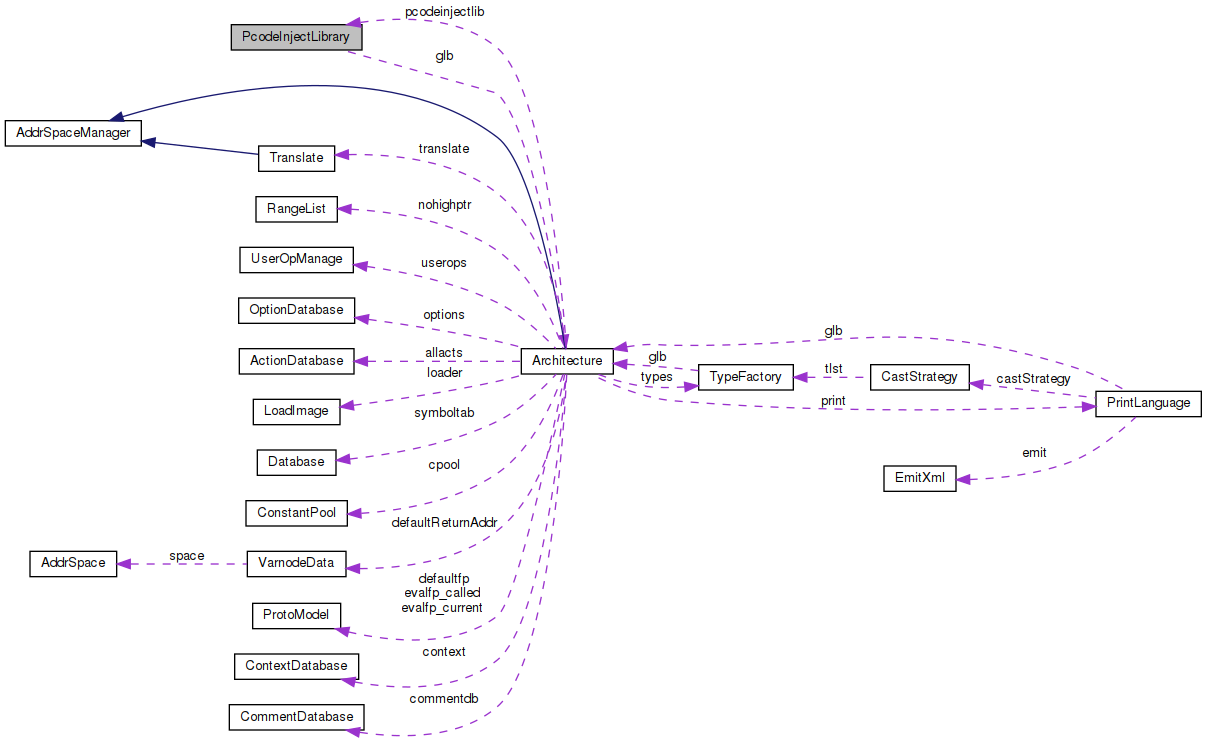 pcodeinjectlib
PcodeInjectLibrary
glb
AddrSpaceManager
translate
Translate
nohighptr
RangeList
userops
UserOpManage
options
OptionDatabase
glb
allacts
ActionDatabase
Architecture
glb
tlst
loader
types
TypeFactory
CastStrategy
castStrategy
print
PrintLanguage
LoadImage
symboltab
Database
emit
cpool
EmitXml
ConstantPool
defaultReturnAddr
space
AddrSpace
VarnodeData
defaultfp
evalfp_called
evalfp_current
ProtoModel
context
ContextDatabase
commentdb
CommentDatabase